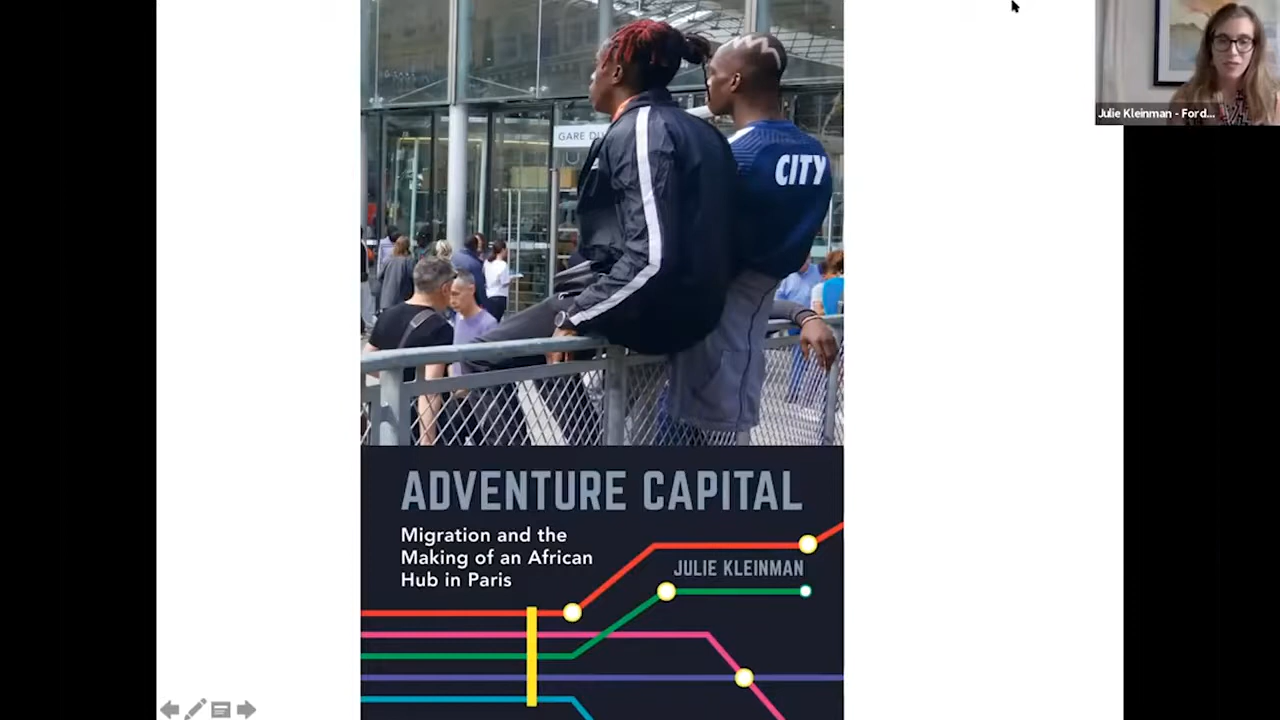 Julie Kleinman - Ford...
GARE DU
CITY
ADVENTURE CAPITAL
Migration and the
Making of an African
Hub in Paris
JULIE KLEINMAN